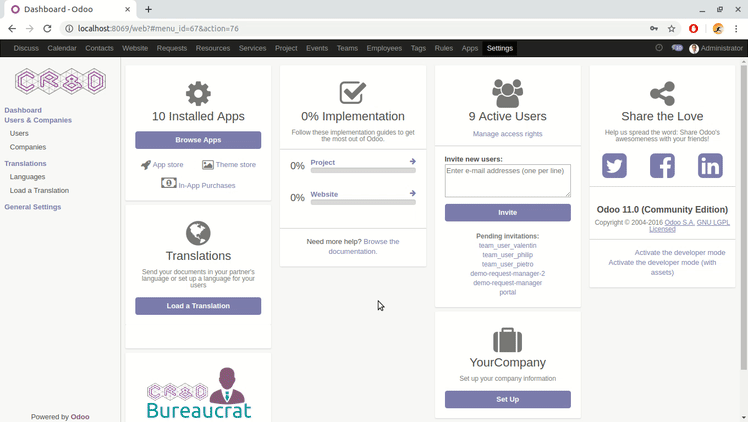 Dashboard - Odoo
localhost:8069/web?#menu_id=67&action=76
Discuss Calendar Contacts Website Requests Resources Services Project Events Teams Employees Tags Rules Apps Settings Administrator
CR&D
Dashboard
Users & Companies
Users
Companies
Translations
Languages
Load a Translation
General Settings
Powered by Odoo
10 Installed Apps
Browse Apps
App store Theme store
In-App Purchases
Translations
Send your documents in your partner's
language or set up a language for your
users
Load a Translation
CR&D
Bureaucrat
0% Implementation
Follow these implementation guides to get
the most out of Odoo.
0% Project
0% Website
Need more help? Browse the
documentation.
9 Active Users
Manage access rights
Invite new users:
Enter e-mail addresses (one per line)
Invite
Pending invitations:
team_user_valentin
team_user_philip
team_user_pietro
demo-request-manager-2
demo-request-manager
portal
YourCompany
Set up your company information
Set Up
Share the Love
Help us spread the word: Share Odoo's
awesomeness with your friends!
Odoo 11.0 (Community Edition)
Copyright © 2004-2016 Odoo S.A. GNU LGPL
Licensed
Activate the developer mode
Activate the developer mode (with
assets)